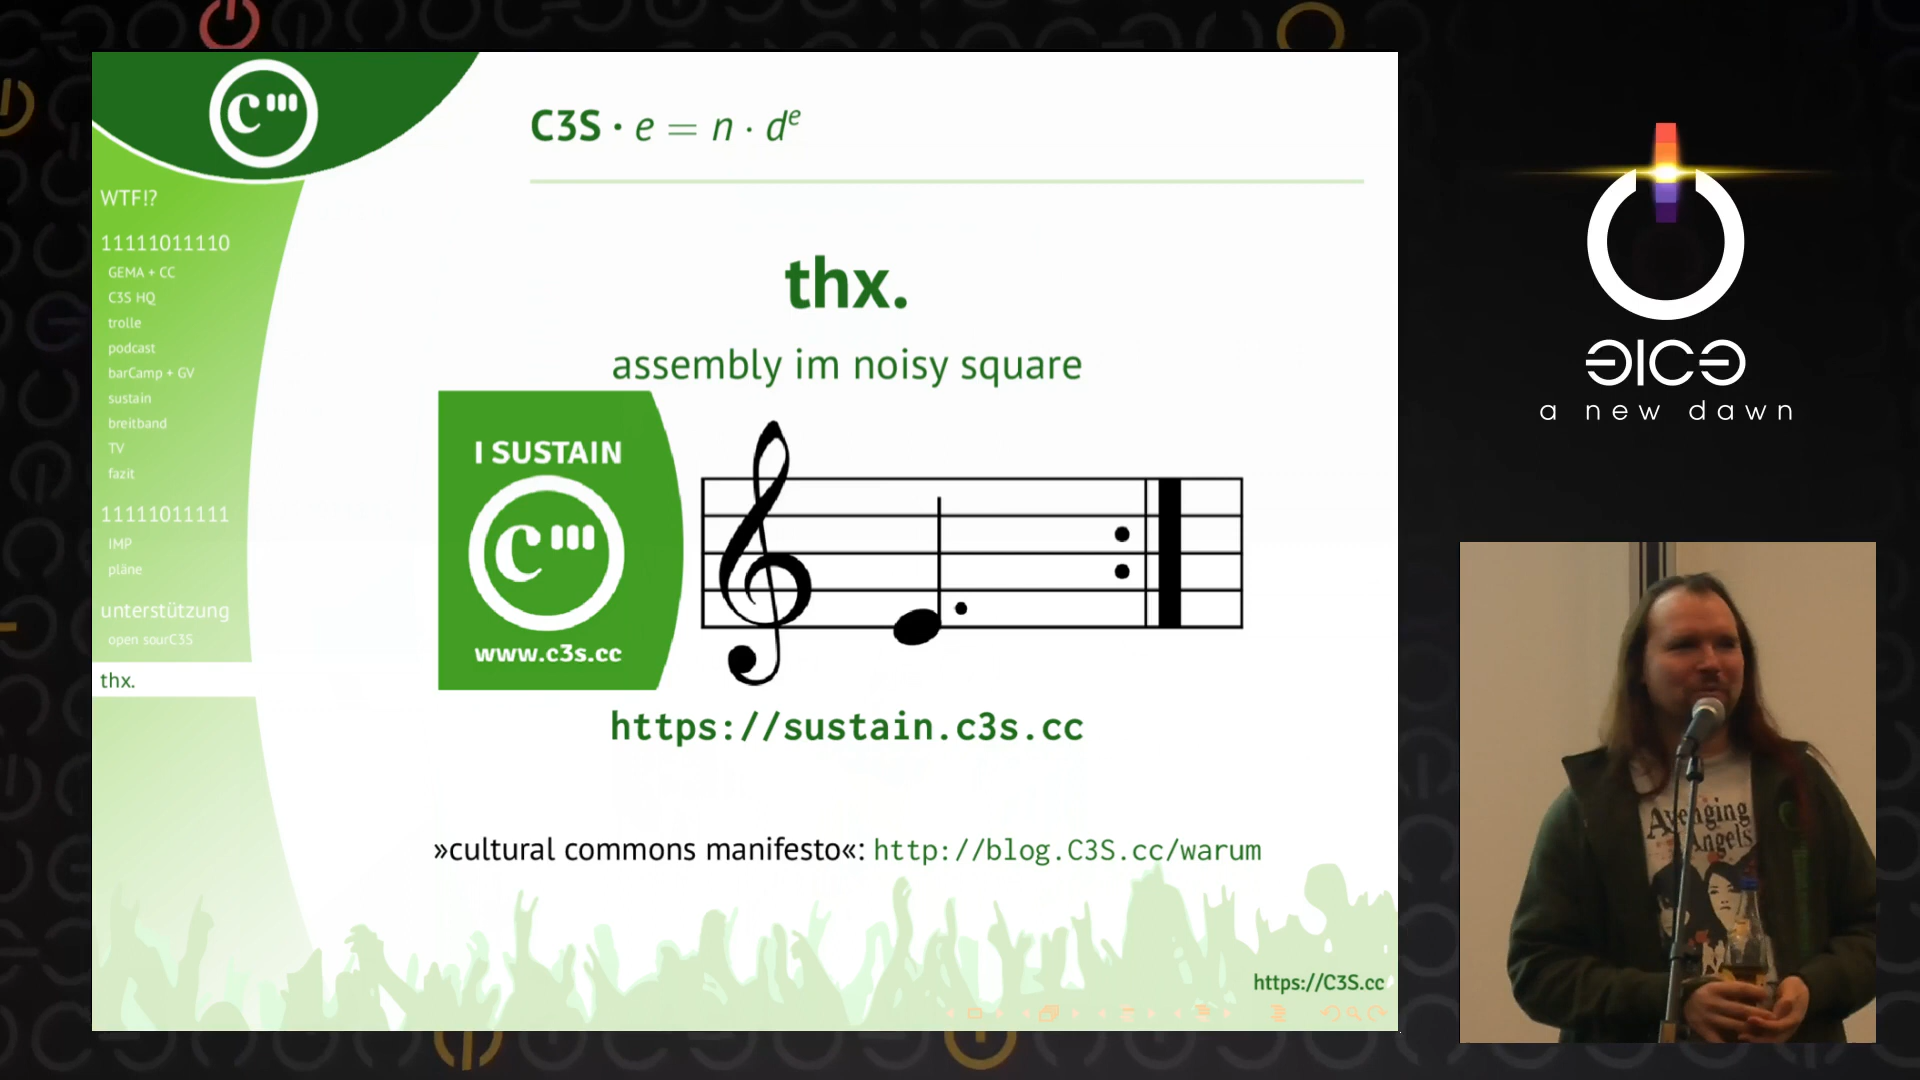 C3S · e = n · dᵉ
WTF!?
11111011110
GEMA + CC
C3S HQ
trolle
podcast
barCamp + GV
sustain
breitband
TV
fazit
11111011111
IMP
pläne
unterstützung
open sourC3S
thx.
thx.
assembly im noisy square
I SUSTAIN
www.c3s.cc
https://sustain.c3s.cc
»cultural commons manifesto«: http://blog.C3S.cc/warum
https://C3S.cc
a new dawn
Avenging
Angels